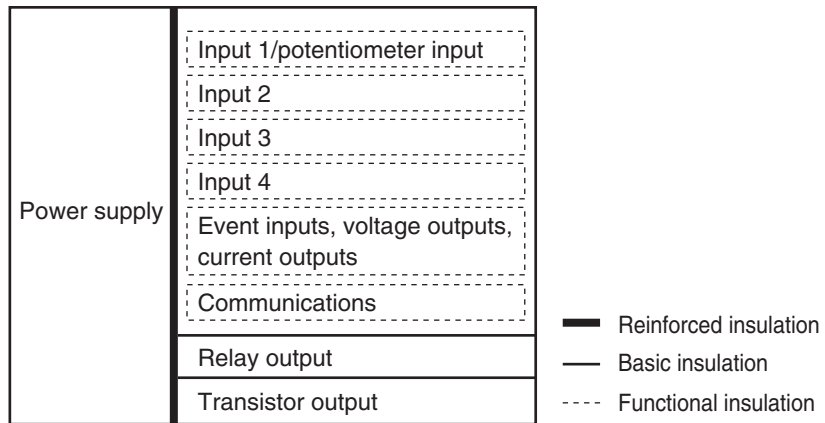 Input 1/potentiometer input
Input 2
Input 3
Input 4
Power supply
Event inputs, voltage outputs,
current outputs
Communications
Relay output
Transistor output
Reinforced insulation
Basic insulation
Functional insulation